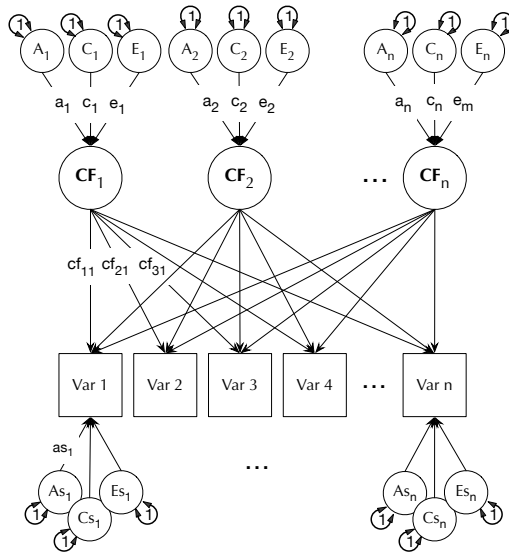 1 1 1 1 1 1 1 1 1
A1 C1 E1 A2 C2 E2 An Cn En
a1 c1 e1 a2 c2 e2 an cn em
CF1 CF2 ... CFn
cf11 cf21 cf31
Var 1 Var 2 Var 3 Var 4 ... Var n
as1
...
As1 Es1 Asn Esn
Cs1 Csn
1 1 1 1
1 1